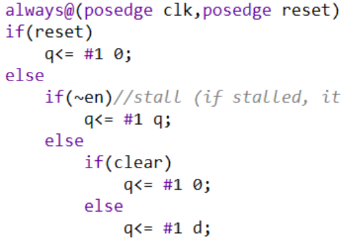 always@(posedge clk,posedge reset)
if(reset)
q<= #1 0;
else
if(~en)//stall (if stalled, it
q<= #1 q;
else
if(clear)
q<= #1 0;
else
q<= #1 d;